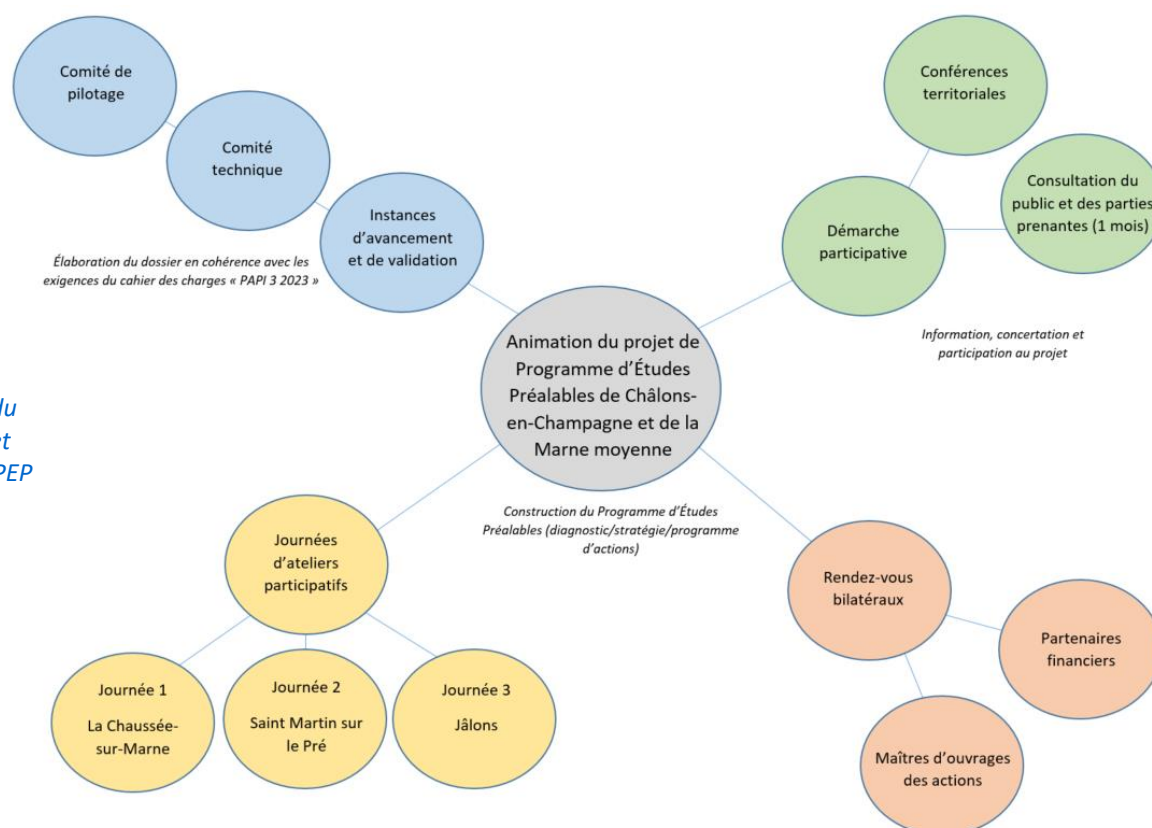 Comité de
pilotage
Comité
technique
Instances
d’avancement
et de validation
Élaboration du dossier en cohérence avec les
exigences du cahier des charges « PAPI 3 2023 »
Conférences
territoriales
Consultation du
public et des parties
prenantes (1 mois)
Démarche
participative
Information, concertation et
participation au projet
Animation du projet de
Programme d’Études
Préalables de Châlons-
en-Champagne et de la
Marne moyenne
Construction du Programme d’Études
Préalables (diagnostic/stratégie/programme
d’actions)
du
et
PEP
Journées
d’ateliers
participatifs
Journée 1
La Chaussée-
sur-Marne
Journée 2
Saint Martin sur
le Pré
Journée 3
Jâlons
Rendez-vous
bilatéraux
Partenaires
financiers
Maîtres d’ouvrages
des actions